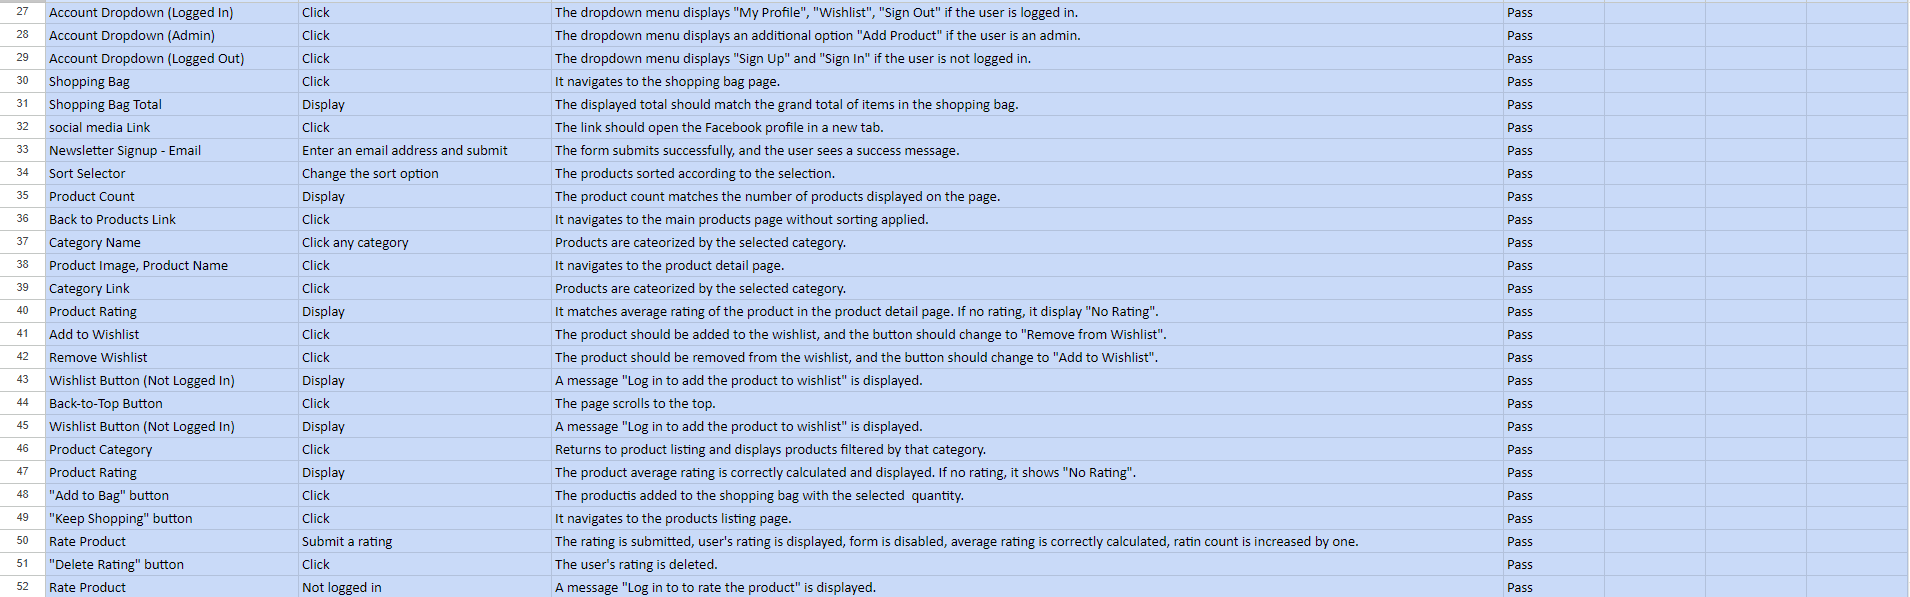 27 Account Dropdown (Logged In) Click The dropdown menu displays "My Profile", "Wishlist", "Sign Out" if the user is logged in. Pass
28 Account Dropdown (Admin) Click The dropdown menu displays an additional option "Add Product" if the user is an admin. Pass
29 Account Dropdown (Logged Out) Click The dropdown menu displays "Sign Up" and "Sign In" if the user is not logged in. Pass
30 Shopping Bag Click It navigates to the shopping bag page. Pass
31 Shopping Bag Total Display The displayed total should match the grand total of items in the shopping bag. Pass
32 social media Link Click The link should open the Facebook profile in a new tab. Pass
33 Newsletter Signup - Email Enter an email address and submit The form submits successfully, and the user sees a success message. Pass
34 Sort Selector Change the sort option The products sorted according to the selection. Pass
35 Product Count Display The product count matches the number of products displayed on the page. Pass
36 Back to Products Link Click It navigates to the main products page without sorting applied. Pass
37 Category Name Click any category Products are cateorized by the selected category. Pass
38 Product Image, Product Name Click It navigates to the product detail page. Pass
39 Category Link Click Products are cateorized by the selected category. Pass
40 Product Rating Display It matches average rating of the product in the product detail page. If no rating, it display "No Rating". Pass
41 Add to Wishlist Click The product should be added to the wishlist, and the button should change to "Remove from Wishlist". Pass
42 Remove Wishlist Click The product should be removed from the wishlist, and the button should change to "Add to Wishlist". Pass
43 Wishlist Button (Not Logged In) Display A message "Log in to add the product to wishlist" is displayed. Pass
44 Back-to-Top Button Click The page scrolls to the top. Pass
45 Wishlist Button (Not Logged In) Display A message "Log in to add the product to wishlist" is displayed. Pass
46 Product Category Click Returns to product listing and displays products filtered by that category. Pass
47 Product Rating Display The product average rating is correctly calculated and displayed. If no rating, it shows "No Rating". Pass
48 "Add to Bag" button Click The productis added to the shopping bag with the selected  quantity. Pass
49 "Keep Shopping" button Click It navigates to the products listing page. Pass
50 Rate Product Submit a rating The rating is submitted, user's rating is displayed, form is disabled, average rating is correctly calculated, ratin count is increased by one. Pass
51 "Delete Rating" button Click The user's rating is deleted. Pass
52 Rate Product Not logged in A message "Log in to to rate the product" is displayed. Pass